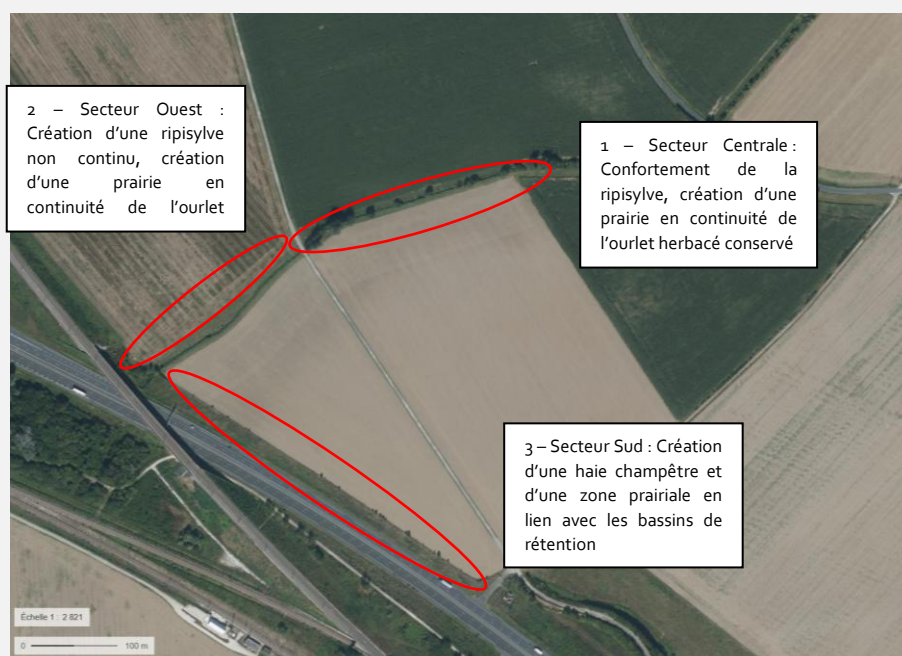 2 – Secteur Ouest :
Création d’une ripisylve
non continu, création
d’une prairie en
continuité de l’ourlet
1 – Secteur Centrale :
Confortement de la
ripisylve, création d’une
prairie en continuité de
l’ourlet herbacé conservé
3 – Secteur Sud : Création
d’une haie champêtre et
d’une zone prairiale en
lien avec les bassins de
rétention
Échelle 1 : 2 821
0 100 m